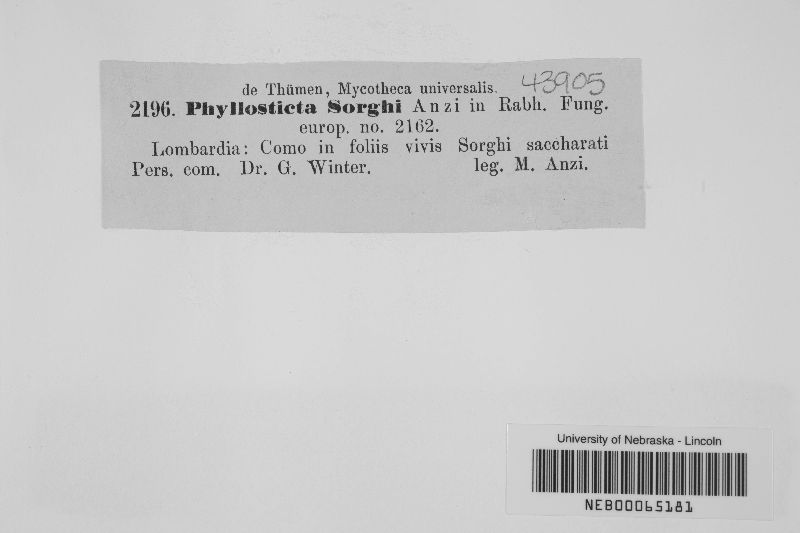 de Thümen, Mycotheca universalis. 43905
2196. Phyllosticta Sorghi Anzi in Rabh. Fung.
europ. no. 2162.
Lombardia: Como in foliis vivis Sorghi saccharati
Pers. com. Dr. G. Winter. leg. M. Anzi.
University of Nebraska - Lincoln
NEB00065181